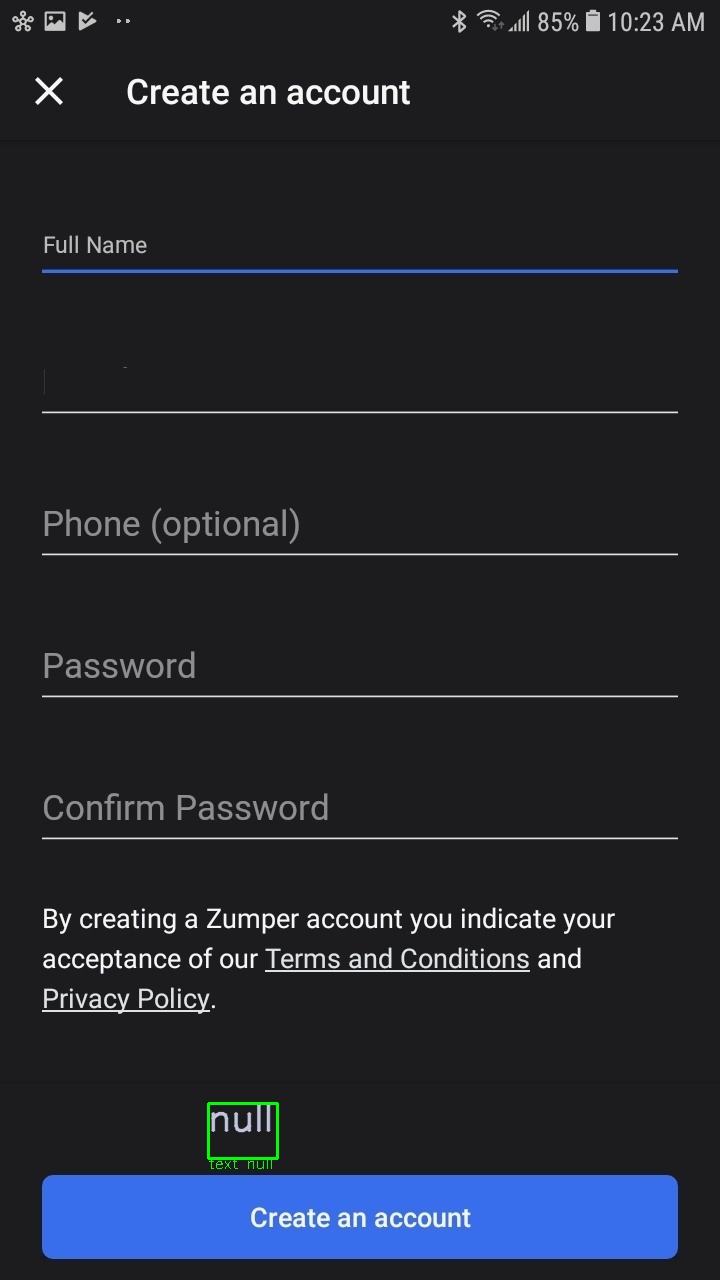 85% 10:23 AM
Create an account
Full Name
Phone (optional)
Password
Confirm Password
By creating a Zumper account you indicate your
acceptance of our Terms and Conditions and
Privacy Policy.
null
text null
Create an account